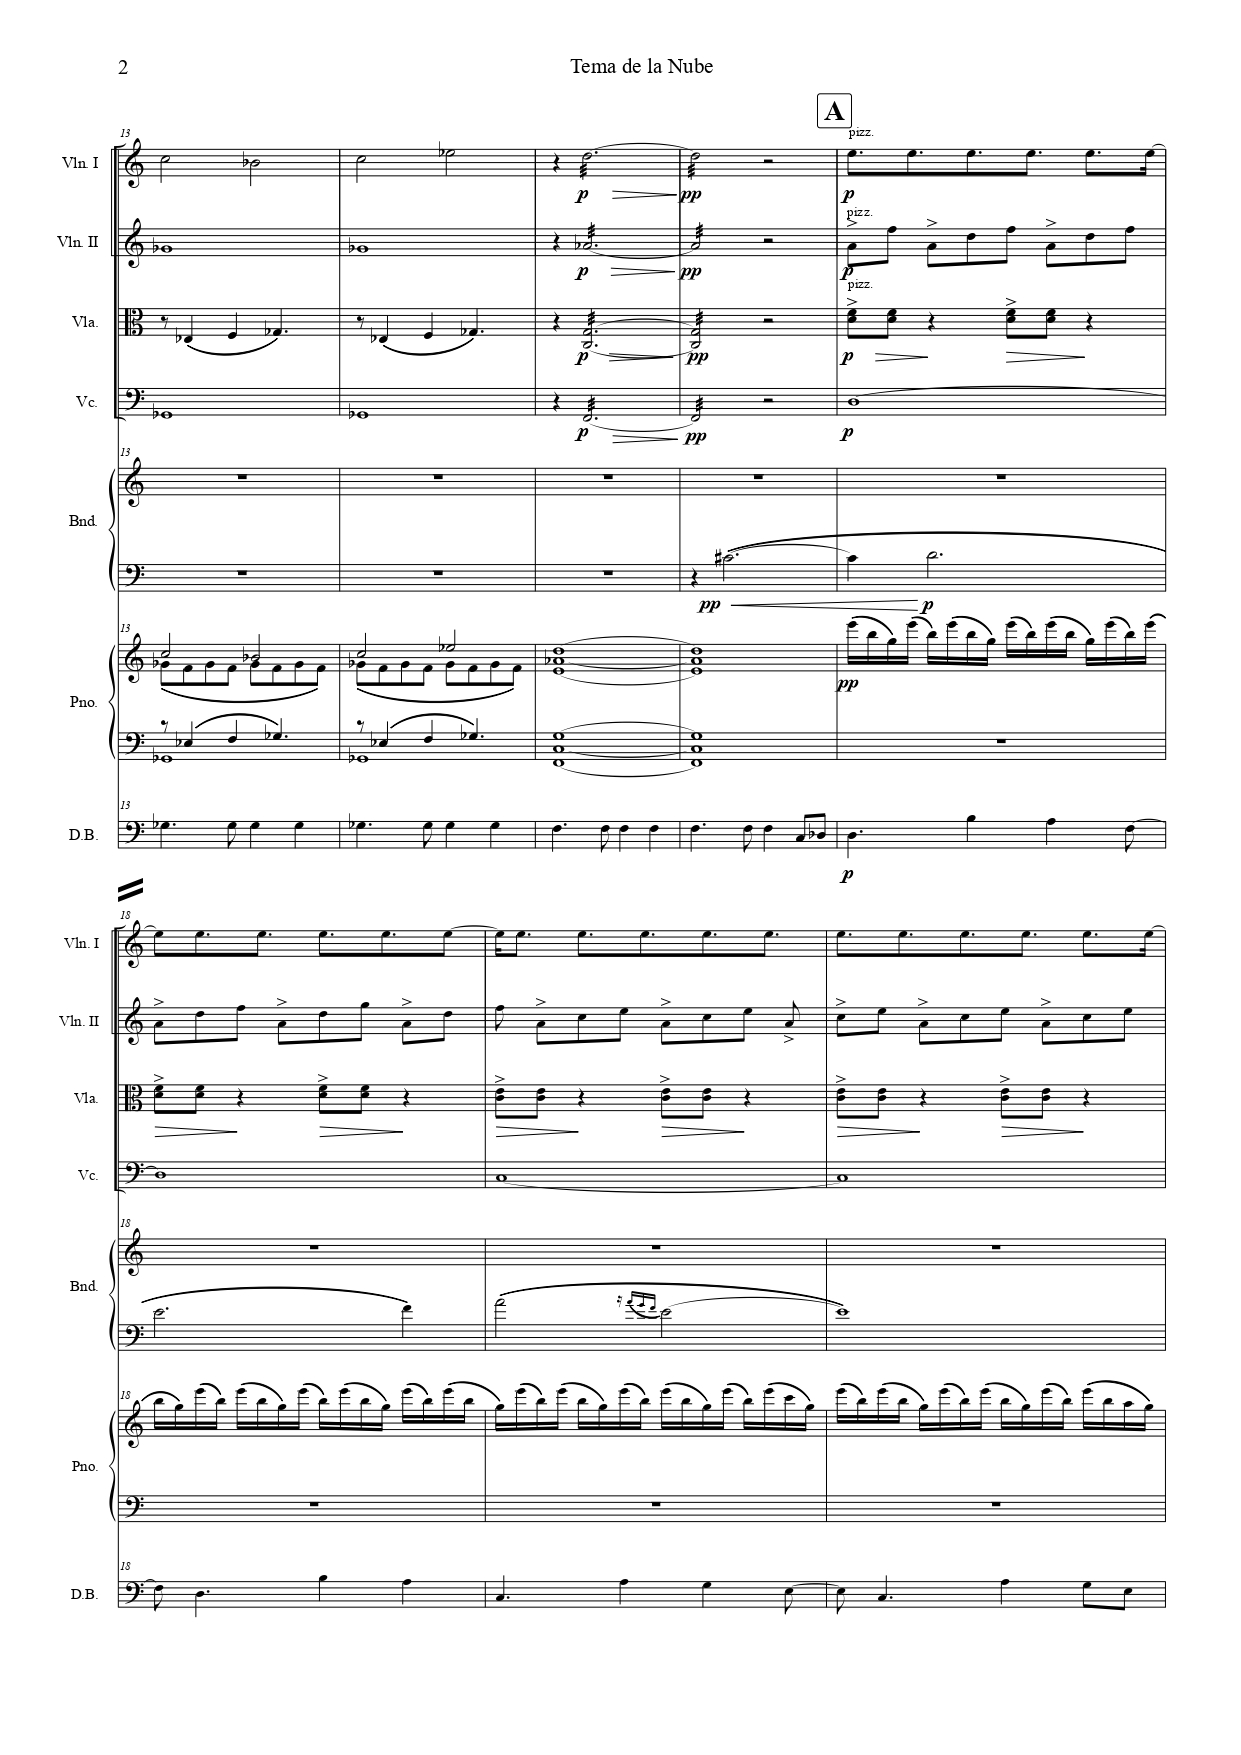 2
Tema de la Nube
A
13
pizz.
Vln. I
p
pp
p
pizz.
Vln. II
p
pp
p
pizz.
Vla.
p
pp
p
Vc.
p
pp
p
13
Bnd.
pp
p
13
pp
Pno.
13
D.B.
p
18
Vln. I
Vln. II
Vla.
Vc.
18
Bnd.
18
Pno.
18
D.B.